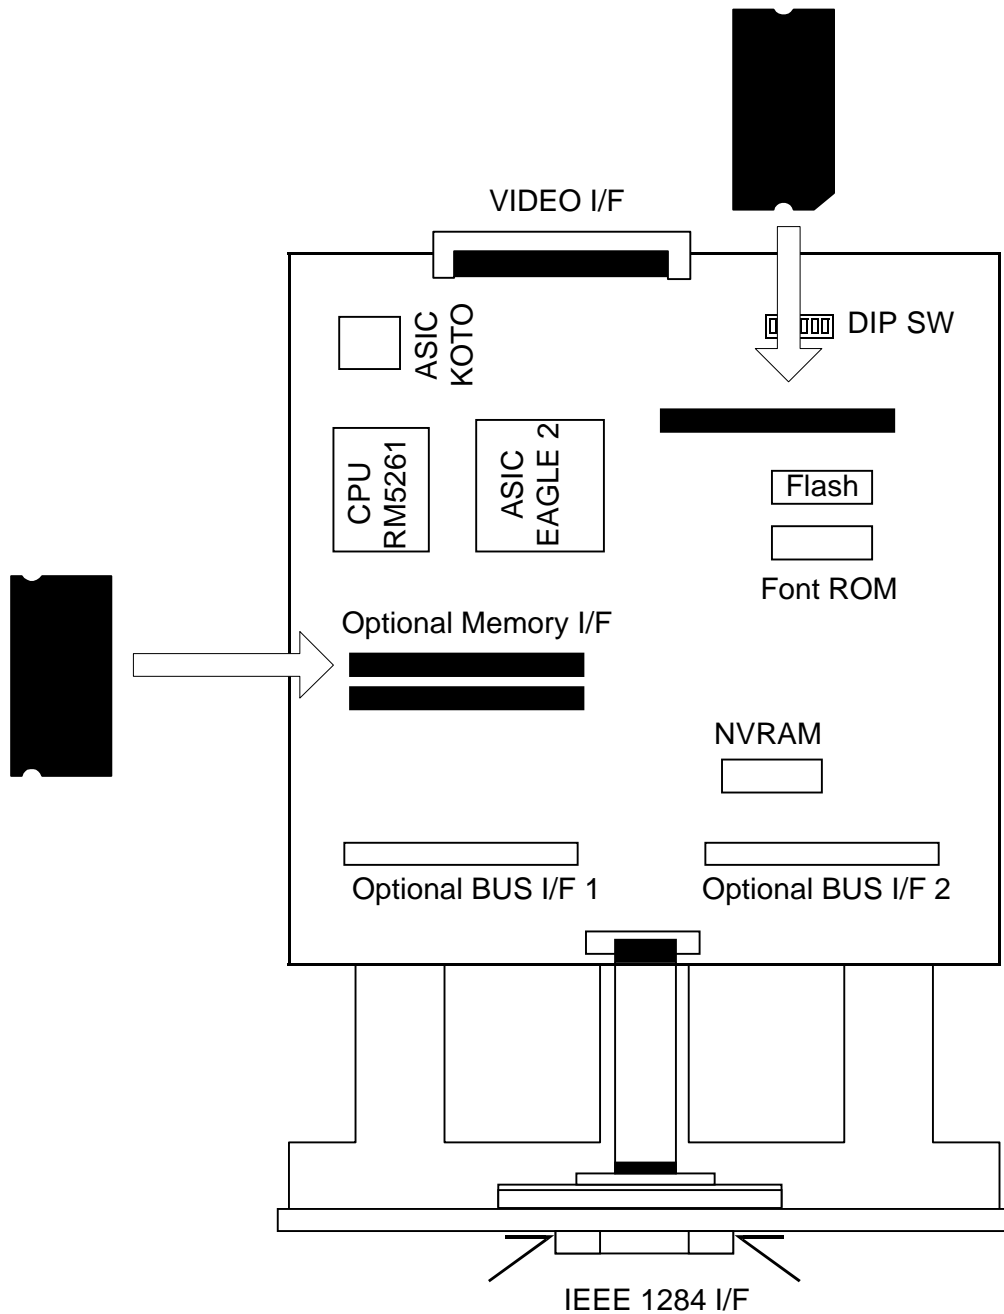 VIDEO I/F
DIP SW
ASIC
KOTO
CPU
RM5261
ASIC
EAGLE 2
Flash
Font ROM
Optional Memory I/F
NVRAM
Optional BUS I/F 1
Optional BUS I/F 2
IEEE 1284 I/F